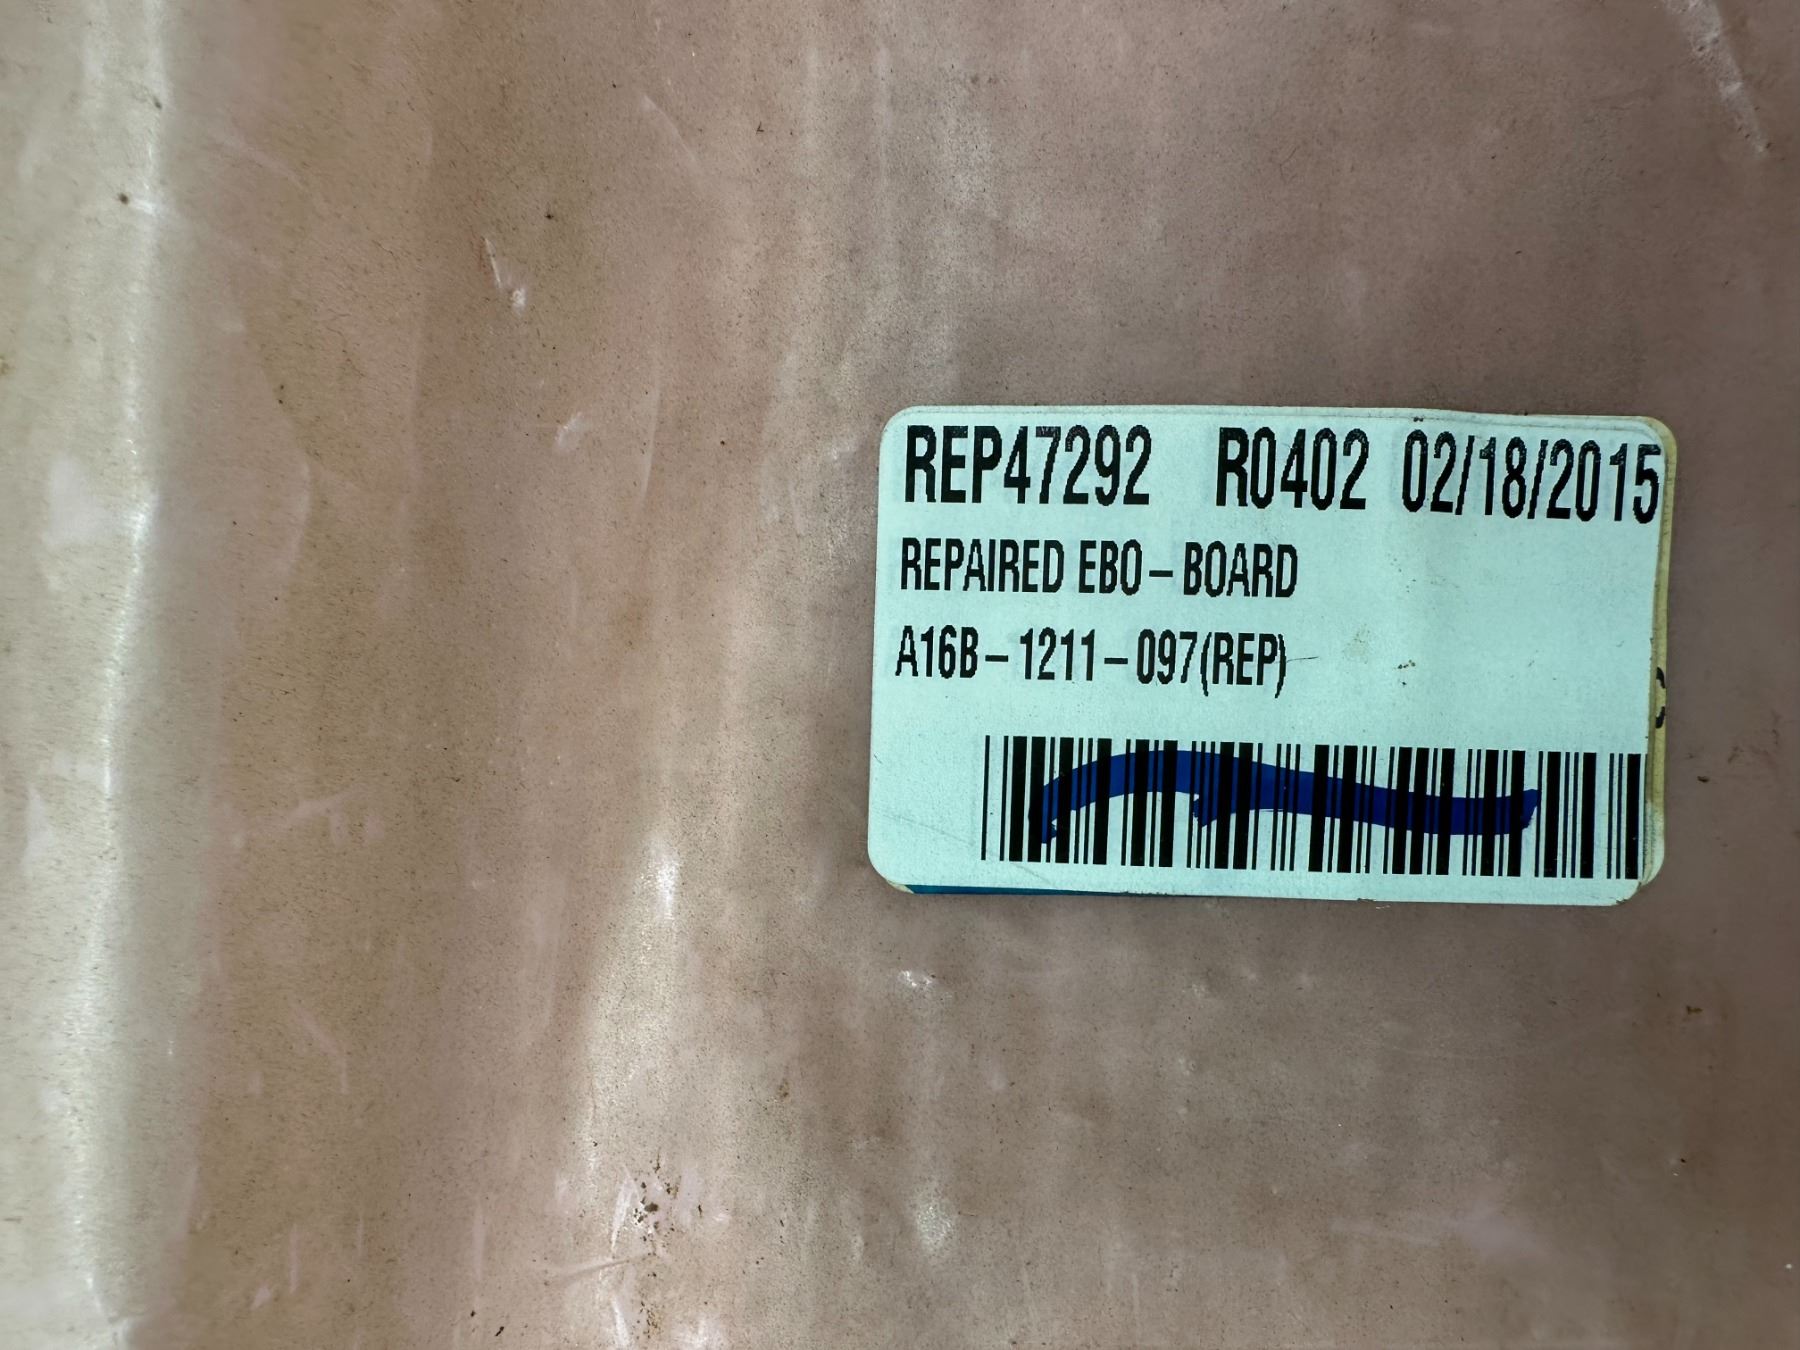 REP47292 R0402 02/18/2015
REPAIRED EBO-BOARD
A16B-1211-097(REP)